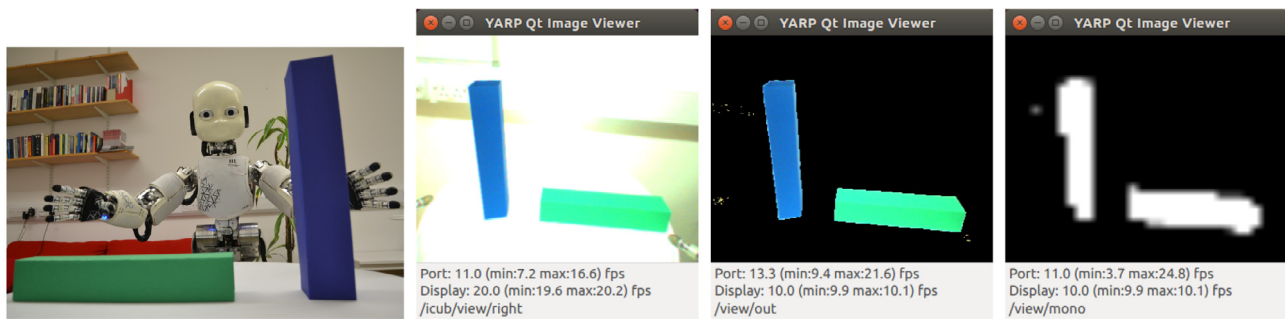 YARP Qt Image Viewer
Port: 11.0 (min:7.2 max:16.6) fps
Display: 20.0 (min:19.6 max:20.2) fps
/icub/view/right
YARP Qt Image Viewer
Port: 13.3 (min:9.4 max:21.6) fps
Display: 10.0 (min:9.9 max:10.1) fps
/view/out
YARP Qt Image Viewer
Port: 11.0 (min:3.7 max:24.8) fps
Display: 10.0 (min:9.9 max:10.1) fps
/view/mono